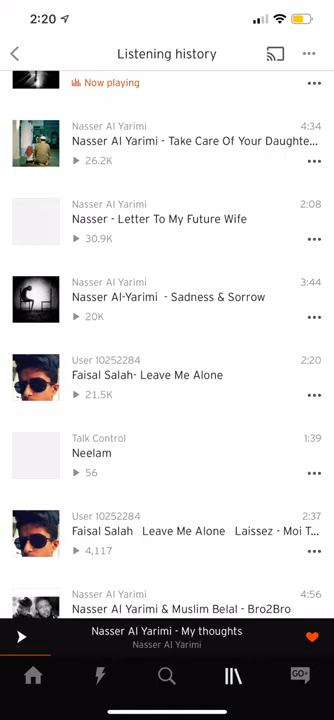 2:20
Listening history
Now playing
Nasser Al Yarimi 4:34
Nasser Al Yarimi - Take Care Of Your Daughte...
26.2K
Nasser Al Yarimi 2:08
Nasser - Letter To My Future Wife
30.9K
Nasser Al Yarimi 3:44
Nasser Al-Yarimi - Sadness & Sorrow
20K
User 10252284 2:20
Faisal Salah- Leave Me Alone
21.5K
Talk Control 1:39
Neelam
56
User 10252284 2:37
Faisal Salah Leave Me Alone Laissez - Moi T...
4,117
Nasser Al Yarimi 4:56
Nasser Al Yarimi & Muslim Belal - Bro2Bro
Nasser Al Yarimi - My thoughts
Nasser Al Yarimi
GO+